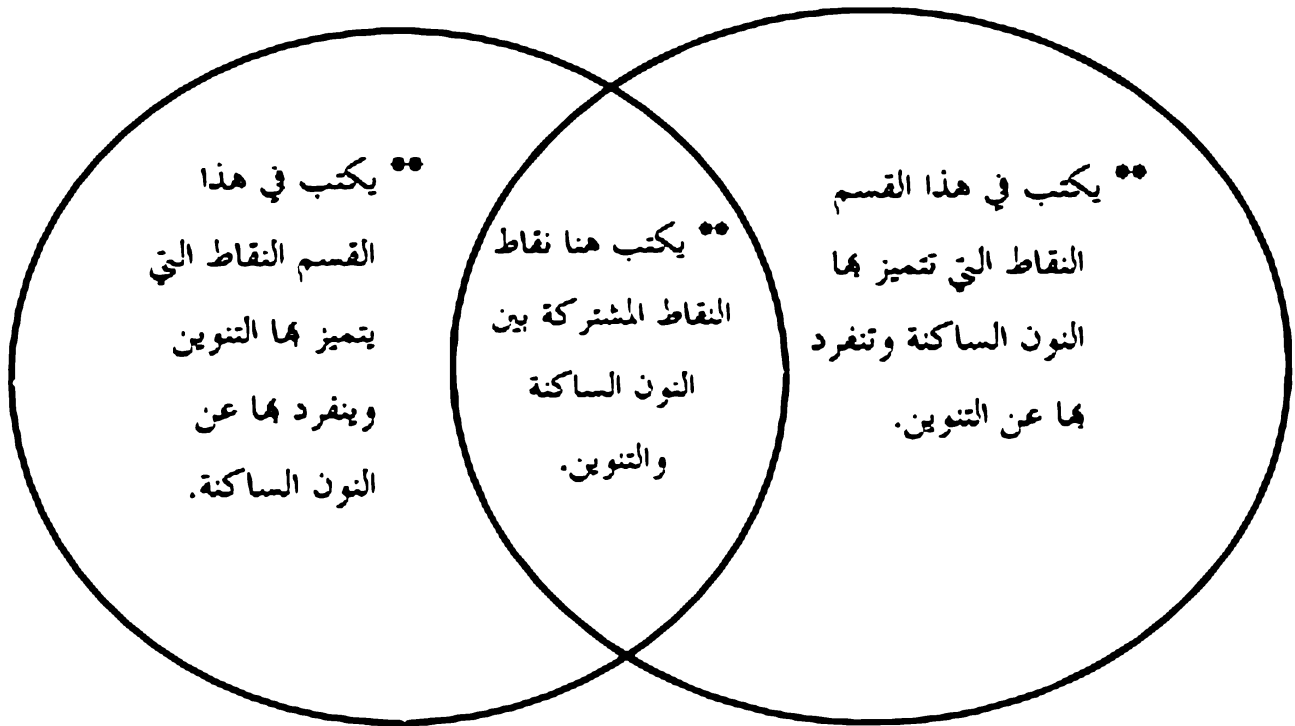 ** يكتب في هذا القسم
النقاط التي تتميز بها
النون الساكنة وتنفرد
بها عن التنوين.
** يكتب هنا نقاط
النقاط المشتركة بين
النون الساكنة
والتنوين.
** يكتب في هذا
القسم النقاط التي
يتميز بها التنوين
وينفرد بها عن
النون الساكنة.